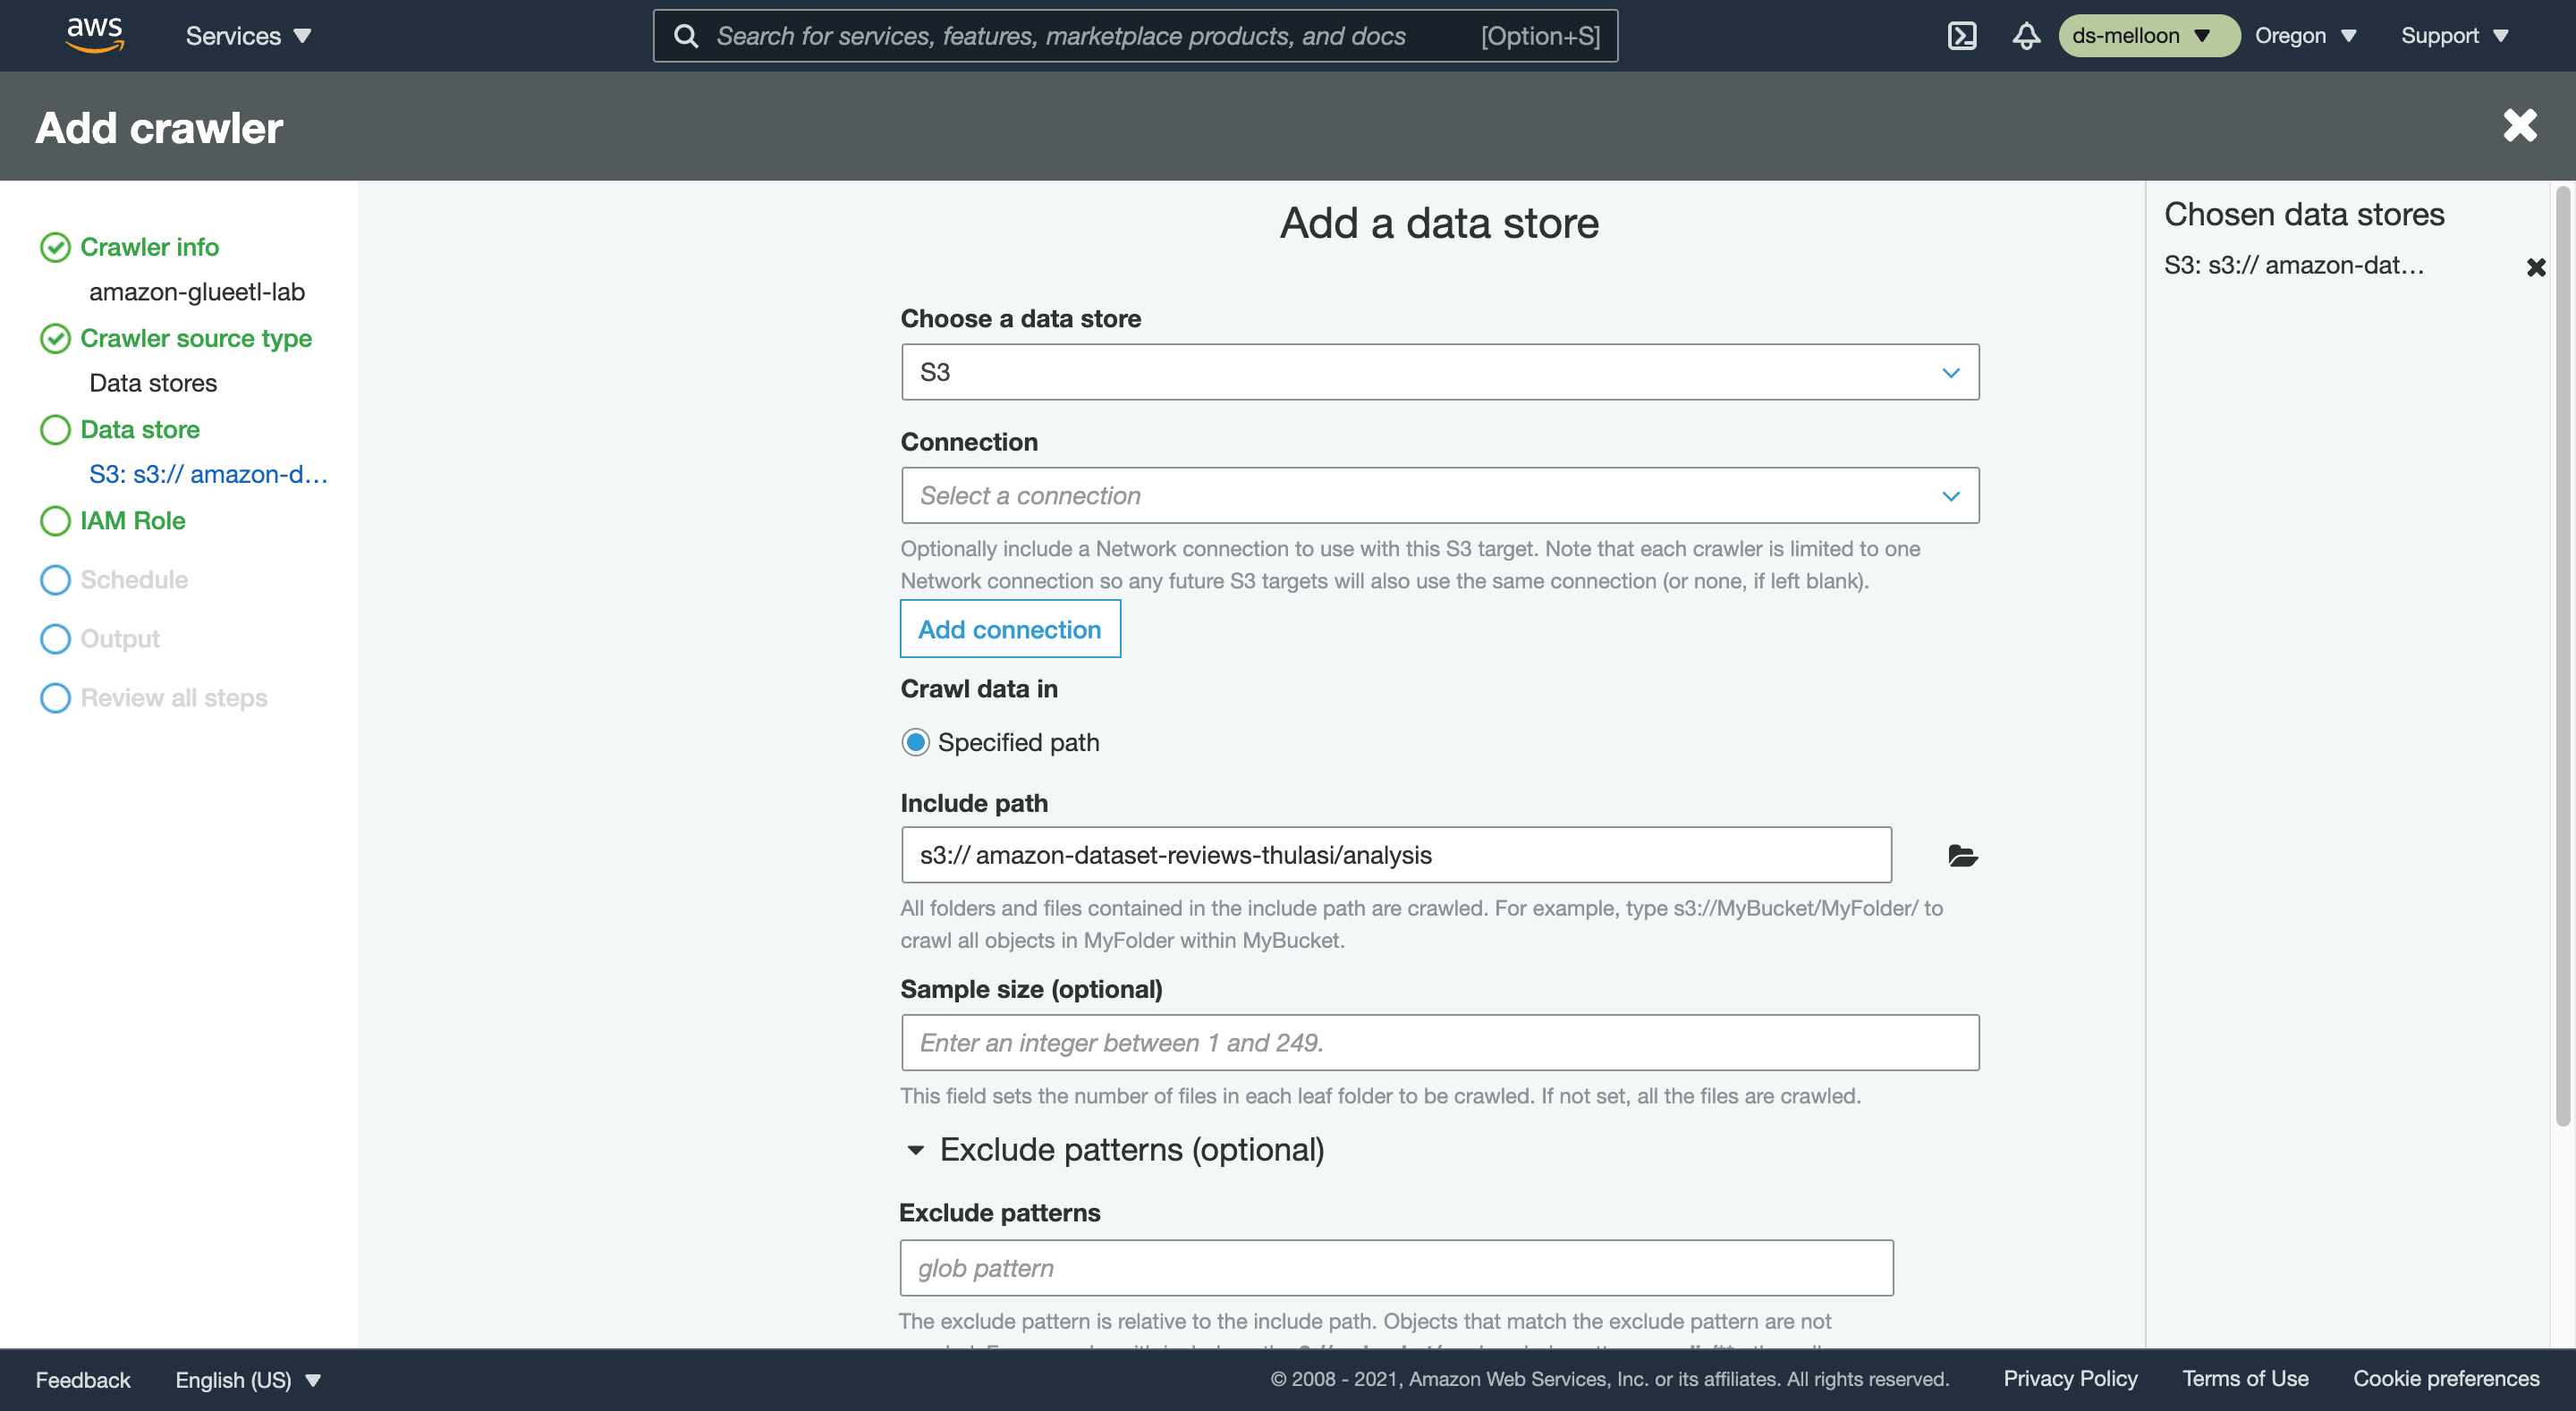 aws
Services
Search for services, features, marketplace products, and docs
[Option+S]
ds-melloon
Oregon
Support
Add crawler
Crawler info
amazon-glueetl-lab
Crawler source type
Data stores
Data store
S3: s3:// amazon-d...
IAM Role
Schedule
Output
Review all steps
Add a data store
Choose a data store
S3
Connection
Select a connection
Optionally include a Network connection to use with this S3 target. Note that each crawler is limited to one
Network connection so any future S3 targets will also use the same connection (or none, if left blank).
Add connection
Crawl data in
Specified path
Include path
s3:// amazon-dataset-reviews-thulasi/analysis
All folders and files contained in the include path are crawled. For example, type s3://MyBucket/MyFolder/ to
crawl all objects in MyFolder within MyBucket.
Sample size (optional)
Enter an integer between 1 and 249.
This field sets the number of files in each leaf folder to be crawled. If not set, all the files are crawled.
Exclude patterns (optional)
Exclude patterns
glob pattern
The exclude pattern is relative to the include path. Objects that match the exclude pattern are not
Chosen data stores
S3: s3:// amazon-dat...
Feedback
English (US)
© 2008 - 2021, Amazon Web Services, Inc. or its affiliates. All rights reserved.
Privacy Policy
Terms of Use
Cookie preferences